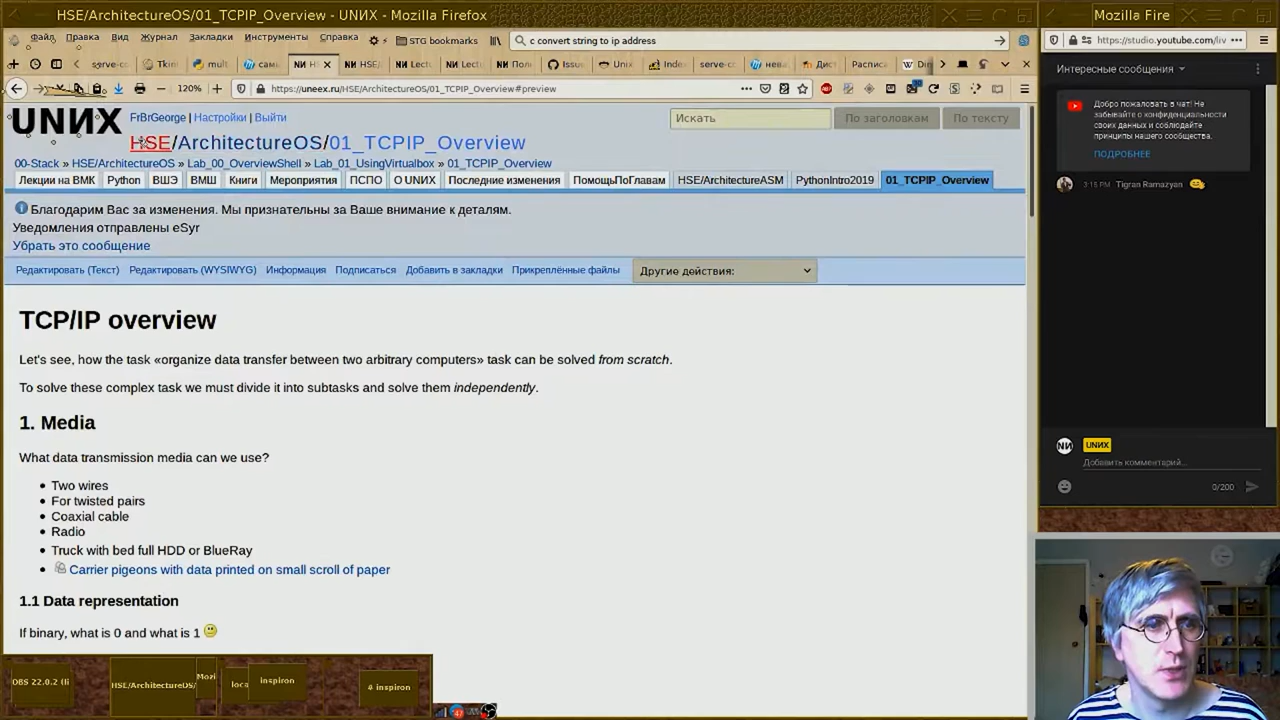 HSE/ArchitectureOS/01_TCPIP_Overview - UNИX - Mozilla Firefox
Mozilla Fire
Файл Правка Вид Журнал Закладки Инструменты Справка
STG bookmarks
c convert string to ip address
https://studio.youtube.com/liv
120%
https://uneex.ru/HSE/ArchitectureOS/01_TCPIP_Overview#preview
Интересные сообщения
UNИX
FrBrGeorge | Настройки | Выйти
Искать
По заголовкам
По тексту
HSE/ArchitectureOS/01_TCPIP_Overview
00-Stack » HSE/ArchitectureOS » Lab_00_OverviewShell » Lab_01_UsingVirtualbox » 01_TCPIP_Overview
Лекции на ВМК Python ВШЭ ВМШ Книги Мероприятия ПСПО О UNИX Последние изменения ПомощьПоГлавам HSE/ArchitectureASM PythonIntro2019 01_TCPIP_Overview
Благодарим Вас за изменения. Мы признательны за Ваше внимание к деталям.
Уведомления отправлены eSyr
Убрать это сообщение
Редактировать (Текст) Редактировать (WYSIWYG) Информация Подписаться Добавить в закладки Прикреплённые файлы Другие действия:
TCP/IP overview
Let's see, how the task «organize data transfer between two arbitrary computers» task can be solved from scratch.
To solve these complex task we must divide it into subtasks and solve them independently.
1. Media
What data transmission media can we use?
Two wires
For twisted pairs
Coaxial cable
Radio
Truck with bed full HDD or BlueRay
Carrier pigeons with data printed on small scroll of paper
1.1 Data representation
If binary, what is 0 and what is 1
Добро пожаловать в чат! Не
забывайте о конфиденциальности
своих данных и соблюдайте
принципы нашего сообщества.
ПОДРОБНЕЕ
3:15 PM Tigran Ramazyan
UNИX
Добавить комментарий...
0/200
OBS 22.0.2 (li
HSE/ArchitectureOS/
Mozi
loca
inspiron
inspiron